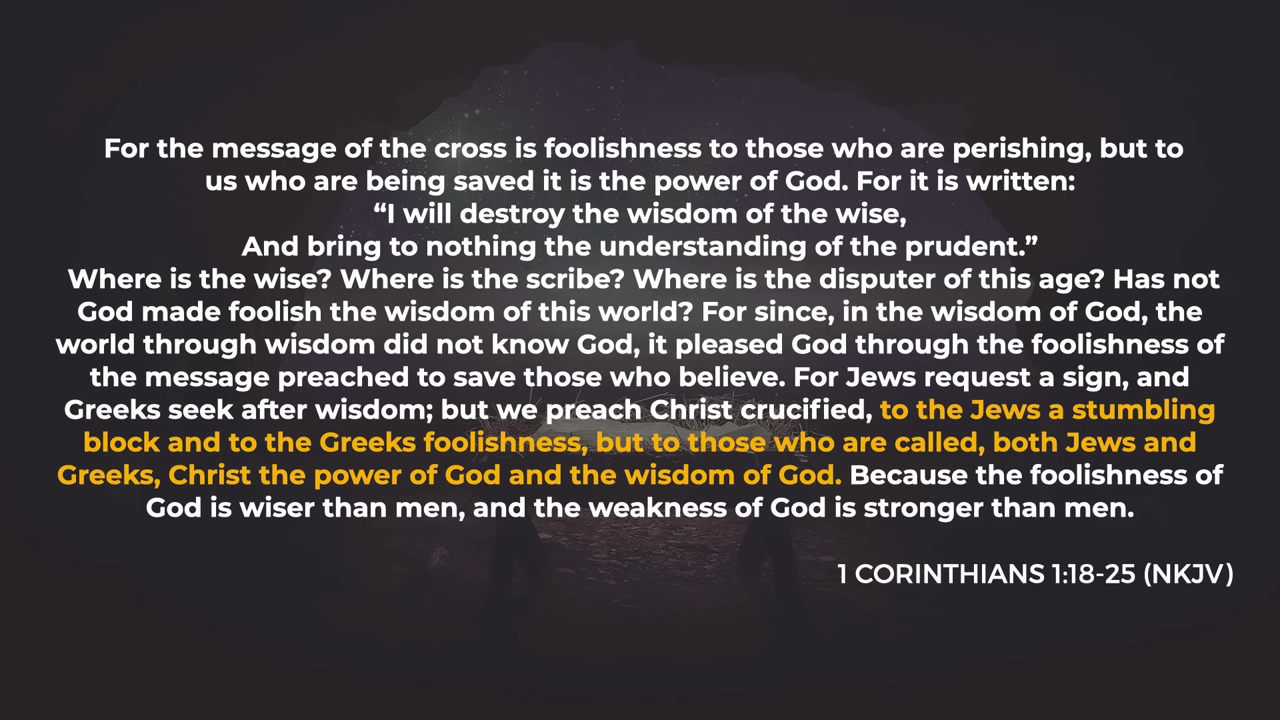 For the message of the cross is foolishness to those who are perishing, but to
us who are being saved it is the power of God. For it is written:
“I will destroy the wisdom of the wise,
And bring to nothing the understanding of the prudent.”
Where is the wise? Where is the scribe? Where is the disputer of this age? Has not
God made foolish the wisdom of this world? For since, in the wisdom of God, the
world through wisdom did not know God, it pleased God through the foolishness of
the message preached to save those who believe. For Jews request a sign, and
Greeks seek after wisdom; but we preach Christ crucified, to the Jews a stumbling
block and to the Greeks foolishness, but to those who are called, both Jews and
Greeks, Christ the power of God and the wisdom of God. Because the foolishness of
God is wiser than men, and the weakness of God is stronger than men.
1 CORINTHIANS 1:18-25 (NKJV)